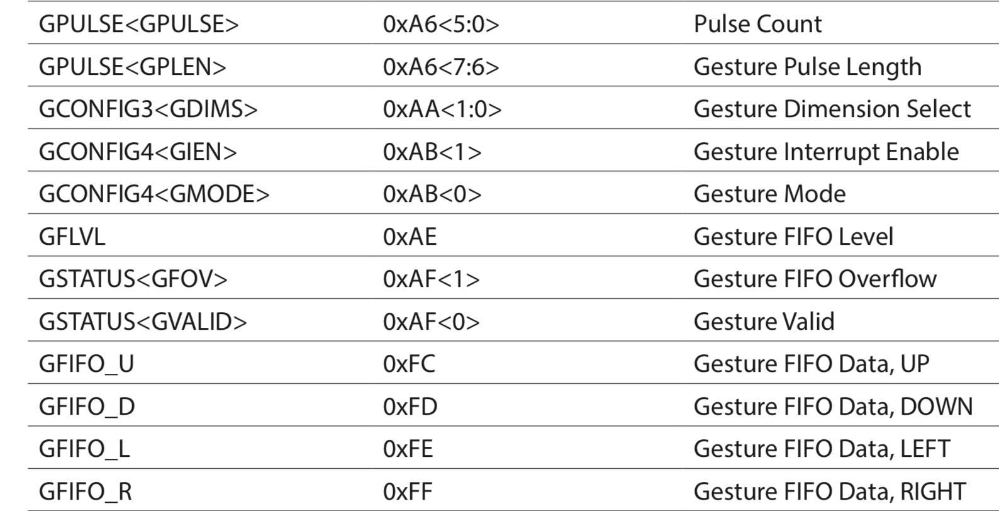 GPULSE<GPULSE> 0xA6<5:0> Pulse Count
GPULSE<GPLEN> 0xA6<7:6> Gesture Pulse Length
GCONFIG3<GDIMS> 0xAA<1:0> Gesture Dimension Select
GCONFIG4<GIEN> 0xAB<1> Gesture Interrupt Enable
GCONFIG4<GMODE> 0xAB<0> Gesture Mode
GFLVL 0xAE Gesture FIFO Level
GSTATUS<GFOV> 0xAF<1> Gesture FIFO Overflow
GSTATUS<GVALID> 0xAF<0> Gesture Valid
GFIFO_U 0xFC Gesture FIFO Data, UP
GFIFO_D 0xFD Gesture FIFO Data, DOWN
GFIFO_L 0xFE Gesture FIFO Data, LEFT
GFIFO_R 0xFF Gesture FIFO Data, RIGHT